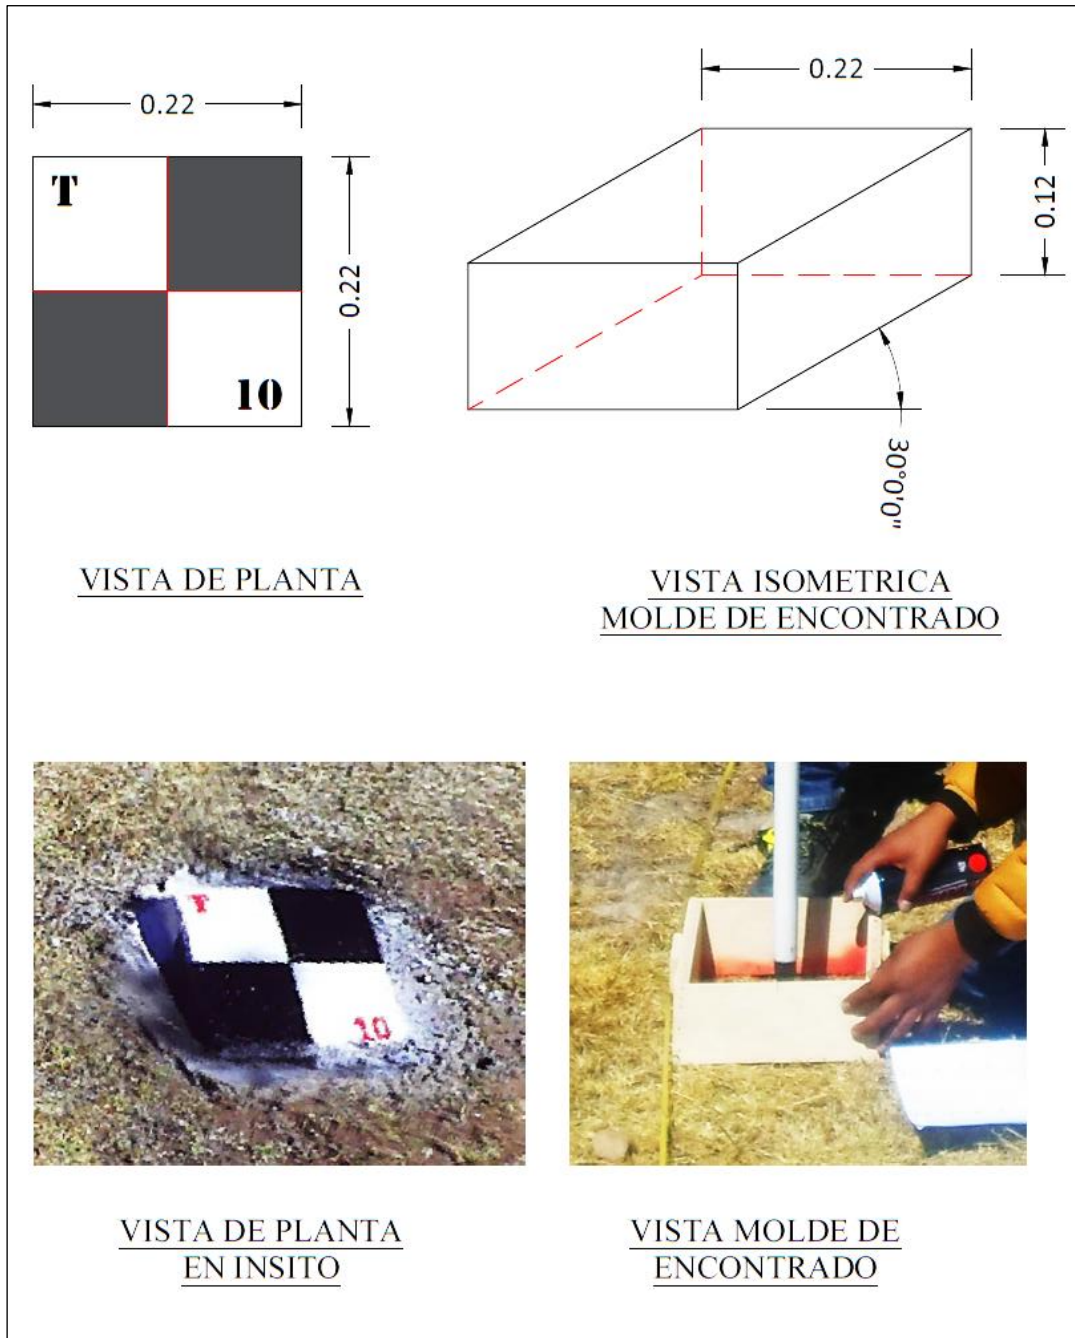 0.22
T
10
0.22
0.22
0.12
30°0'0"
VISTA DE PLANTA
VISTA ISOMETRICA
MOLDE DE ENCONTRADO
T
10
VISTA DE PLANTA
EN INSITO
VISTA MOLDE DE
ENCONTRADO